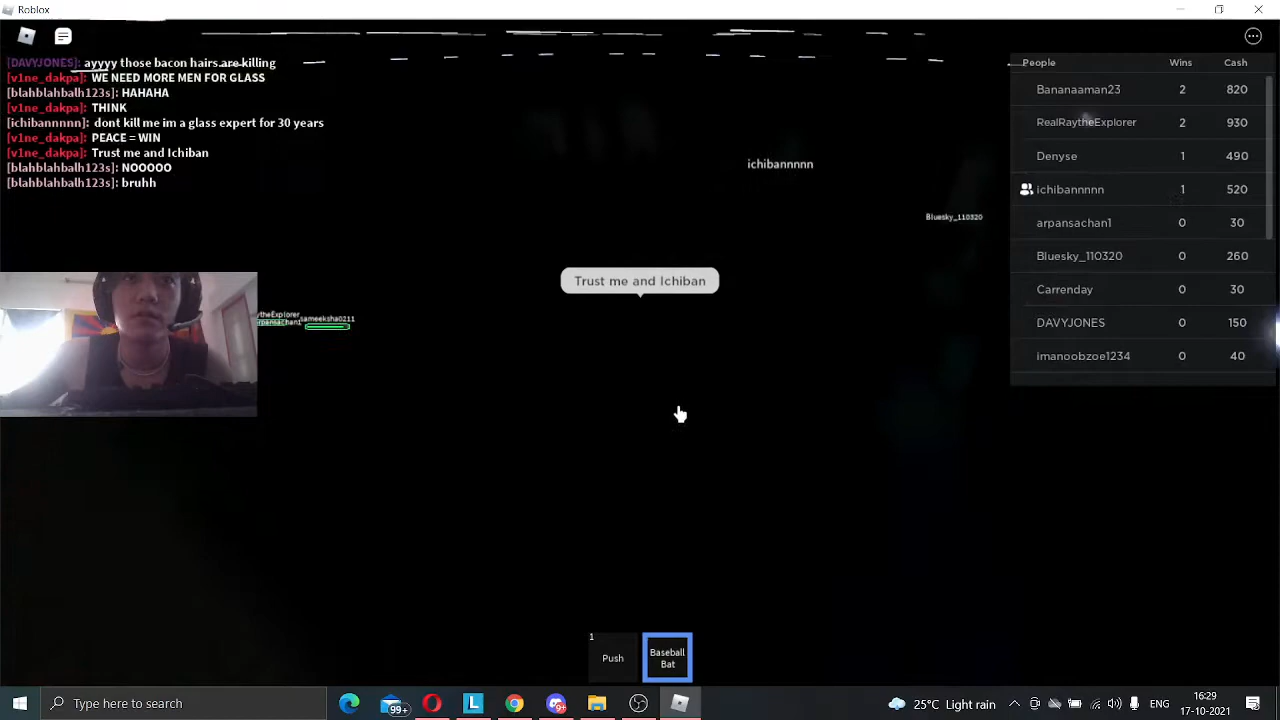 Roblox
[DAVYJONES]: ayyyy those bacon hairs are killing
[v1ne_dakpa]: WE NEED MORE MEN FOR GLASS
[blahblahbalh123s]: HAHAHA
[v1ne_dakpa]: THINK
[ichibannnnn]: dont kill me im a glass expert for 30 years
[v1ne_dakpa]: PEACE = WIN
[v1ne_dakpa]: Trust me and Ichiban
[blahblahbalh123s]: NOOOOO
[blahblahbalh123s]: bruhh
People Wins Cash
Bananaaman23 2 820
RealRaytheExplorer 2 930
Denyse 1 490
ichibannnnn 1 520
arpansachan1 0 30
Bluesky_110320 0 260
Carrenday 0 30
DAVYJONES 0 150
imanoobzoe1234 0 40
ichibannnnn
Bluesky_110320
Trust me and Ichiban
ytheExplorer
sameeksha0211
rpansachan1
1
Push
Baseball
Bat
Type here to search
99+
L
9+
25°C Light rain
ENG
16:29
17-10-2021